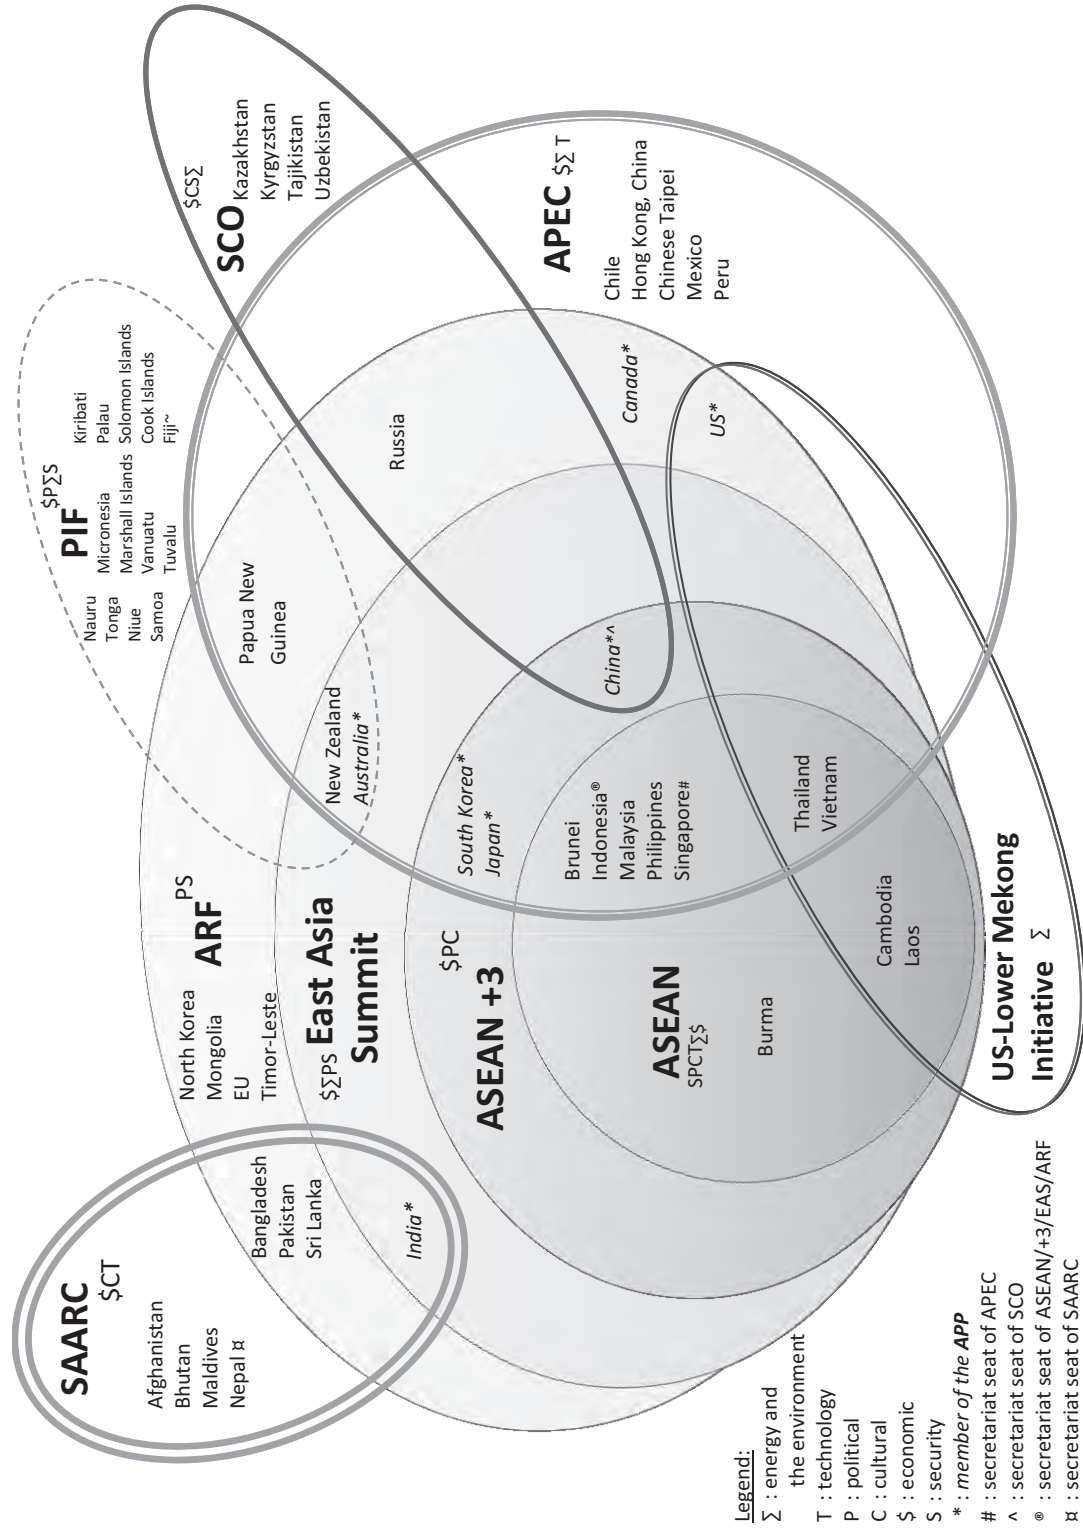 SAARC
$CT
Afghanistan
Bhutan
Maldives
Nepal ¤
Bangladesh
Pakistan
Sri Lanka
India*
ARF
PS
North Korea
Mongolia
EU
Timor-Leste
$∑PS East Asia
Summit
$PC
ASEAN +3
ASEAN
SPCT∑$
Burma
PIF
$P∑S
Nauru
Tonga
Niue
Samoa
Micronesia
Marshall Islands
Vanuatu
Tuvalu
Kiribati
Palau
Solomon Islands
Cook Islands
Fiji~
Papua New
Guinea
New Zealand
Australia*
South Korea*
Japan*
Brunei
Indonesia®
Malaysia
Philippines
Singapore#
Thailand
Vietnam
Cambodia
Laos
China*^
Russia
Canada*
US*
SCO
$CS∑
Kazakhstan
Kyrgyzstan
Tajikistan
Uzbekistan
APEC $∑ T
Chile
Hong Kong, China
Chinese Taipei
Mexico
Peru
US-Lower Mekong
Initiative ∑
Legend:
∑ : energy and
the environment
T : technology
P : political
C : cultural
$ : economic
S : security
* : member of the APP
# : secretariat seat of APEC
^ : secretariat seat of SCO
® : secretariat seat of ASEAN/+3/EAS/ARF
¤ : secretariat seat of SAARC